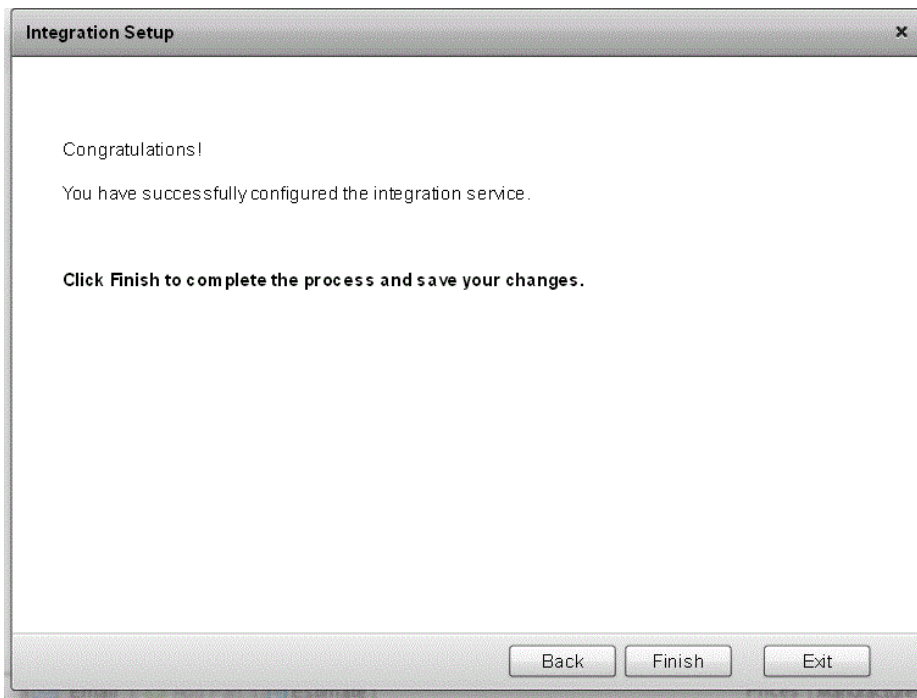 Integration Setup
Congratulations!
You have successfully configured the integration service.
Click Finish to complete the process and save your changes.
Back Finish Exit